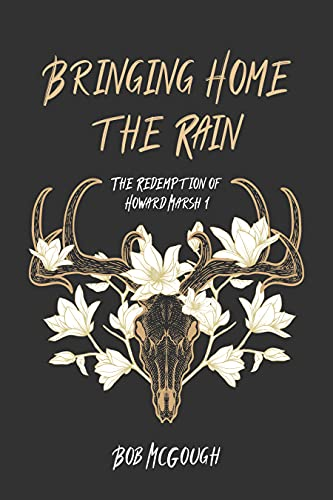 BRINGING HOME
THE RAIN
THE REDEMPTION OF
HOWARD MARSH 1
BOB MCGOUGH